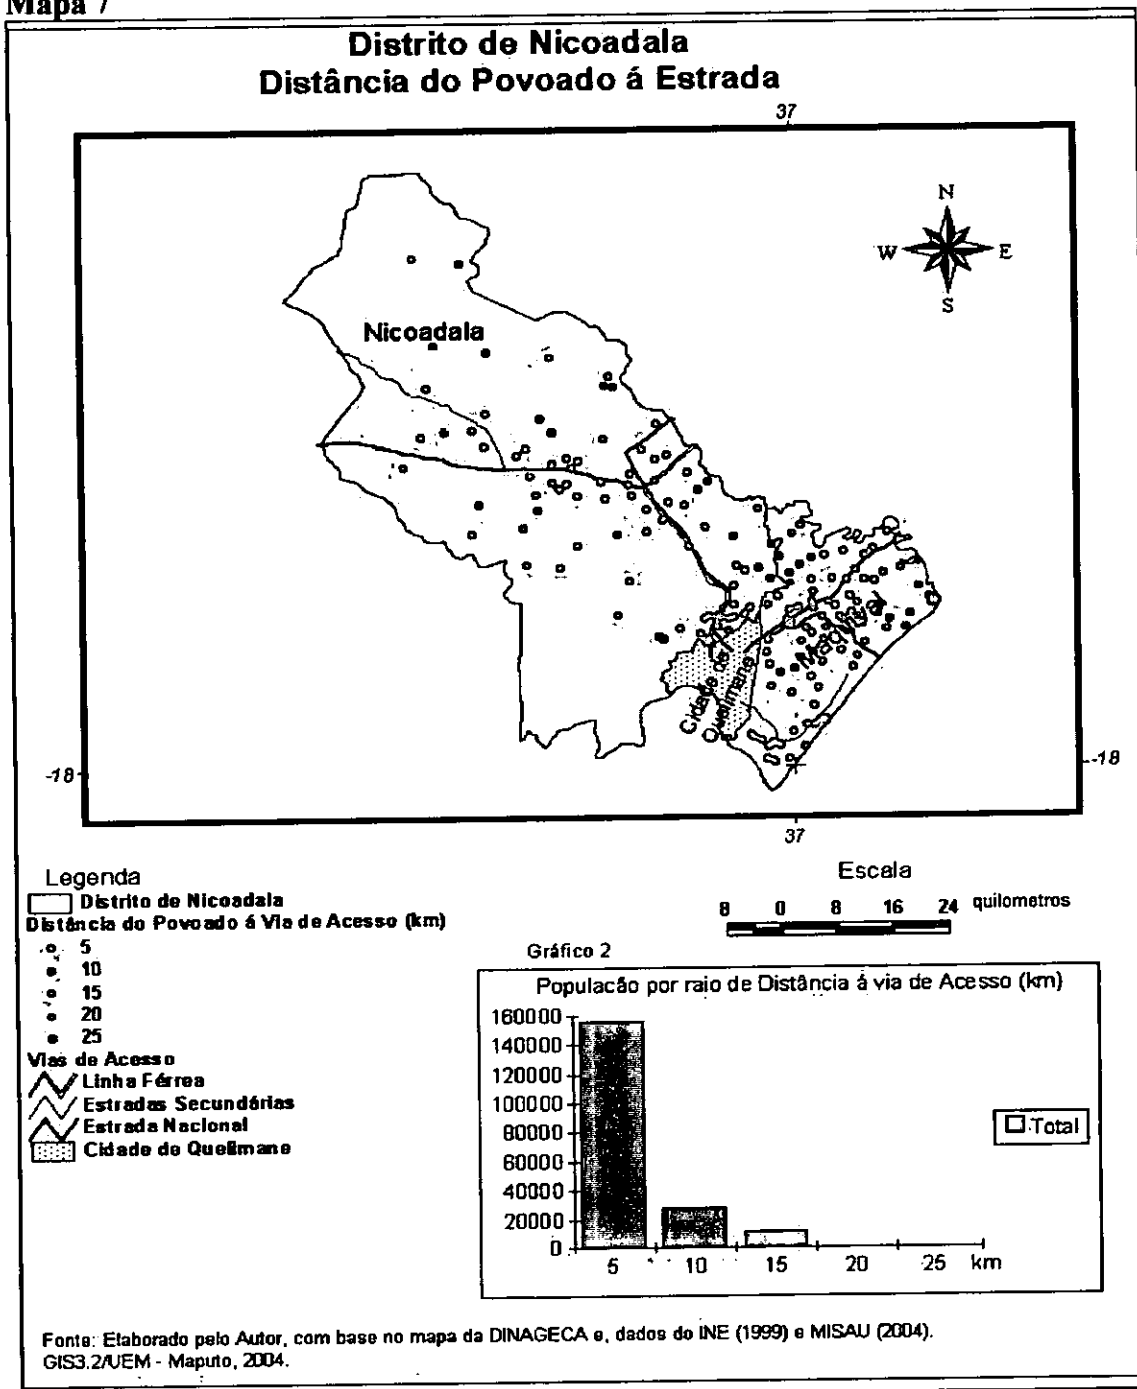 Mapa 7
Distrito de Nicoadala
Distância do Povoado á Estrada
37
N
W E
S
Nicoadala
Cidade de
Quelimane
Maquival
-18 -18
37
Legenda
Distrito de Nicoadala
Distância do Povoado á Via de Acesso (km)
5
10
15
20
25
Vias de Acesso
Linha Férrea
Estradas Secundárias
Estrada Nacional
Cidade de Quelimane
Escala
8 0 8 16 24 quilometros
Gráfico 2
Populacão por raio de Distância á via de Acesso (km)
160000
140000
120000
100000
80000
60000
40000
20000
0
5 10 15 20 25 km
Total
Fonte: Elaborado pelo Autor, com base no mapa da DINAGECA e, dados do INE (1999) e MISAU (2004).
GIS3.2/UEM - Maputo, 2004.